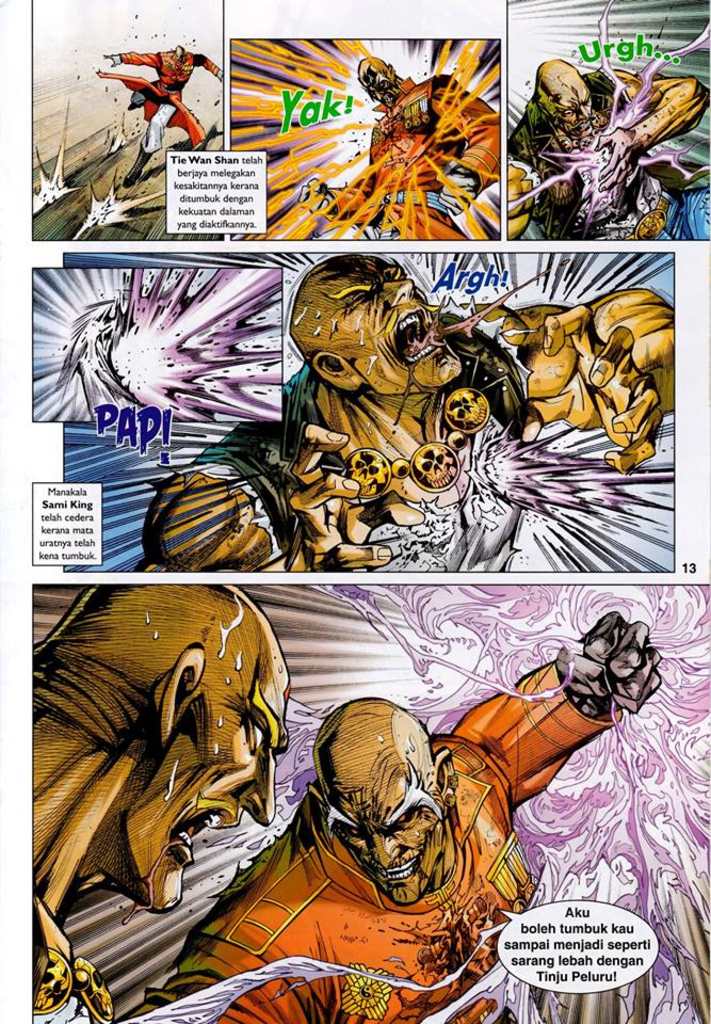 Urgh...
Yak!
Tie Wan Shan telah
berjaya melegakan
kesakitannya kerana
ditumbuk dengan
kekuatan dalaman
yang diaktifkannya.
Argh!
PAP!
Manakala
Sami King
telah cedera
kerana mata
uratnya telah
kena tumbuk.
13
Aku
boleh tumbuk kau
sampai menjadi seperti
sarang lebah dengan
Tinju Peluru!